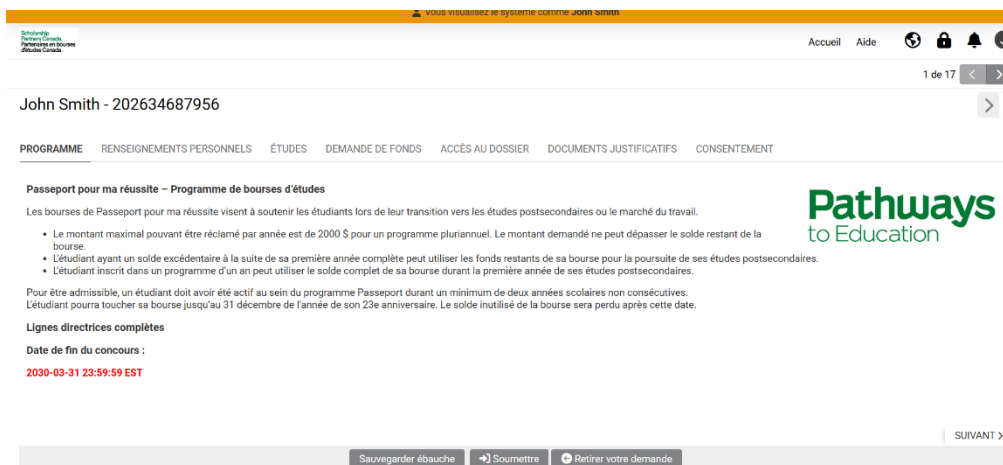 Vous visualisez le système comme John Smith
Scholarship
Partners Canada.
Partenaires en bourses
d'études Canada.
Accueil Aide
1 de 17
John Smith - 202634687956
PROGRAMME RENSEIGNEMENTS PERSONNELS ÉTUDES DEMANDE DE FONDS ACCÈS AU DOSSIER DOCUMENTS JUSTIFICATIFS CONSENTEMENT
Passeport pour ma réussite – Programme de bourses d'études
Les bourses de Passeport pour ma réussite visent à soutenir les étudiants lors de leur transition vers les études postsecondaires ou le marché du travail.
• Le montant maximal pouvant être réclamé par année est de 2000 $ pour un programme pluriannuel. Le montant demandé ne peut dépasser le solde restant de la
bourse.
• L'étudiant ayant un solde excédentaire à la suite de sa première année complète peut utiliser les fonds restants de sa bourse pour la poursuite de ses études postsecondaires.
• L'étudiant inscrit dans un programme d'un an peut utiliser le solde complet de sa bourse durant la première année de ses études postsecondaires.
Pathways
to Education
Pour être admissible, un étudiant doit avoir été actif au sein du programme Passeport durant un minimum de deux années scolaires non consécutives.
L'étudiant pourra toucher sa bourse jusqu'au 31 décembre de l'année de son 23e anniversaire. Le solde inutilisé de la bourse sera perdu après cette date.
Lignes directrices complètes
Date de fin du concours :
2030-03-31 23:59:59 EST
SUIVANT
Sauvegarder ébauche Soumettre Retirer votre demande